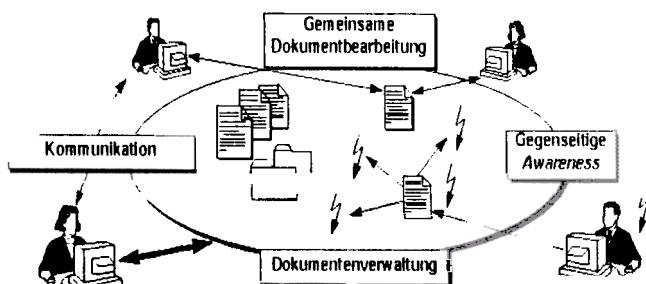 Gemeinsame
Dokumentbearbeitung
Kommunikation
Gegenseitige
Awareness
Dokumentenverwaltung